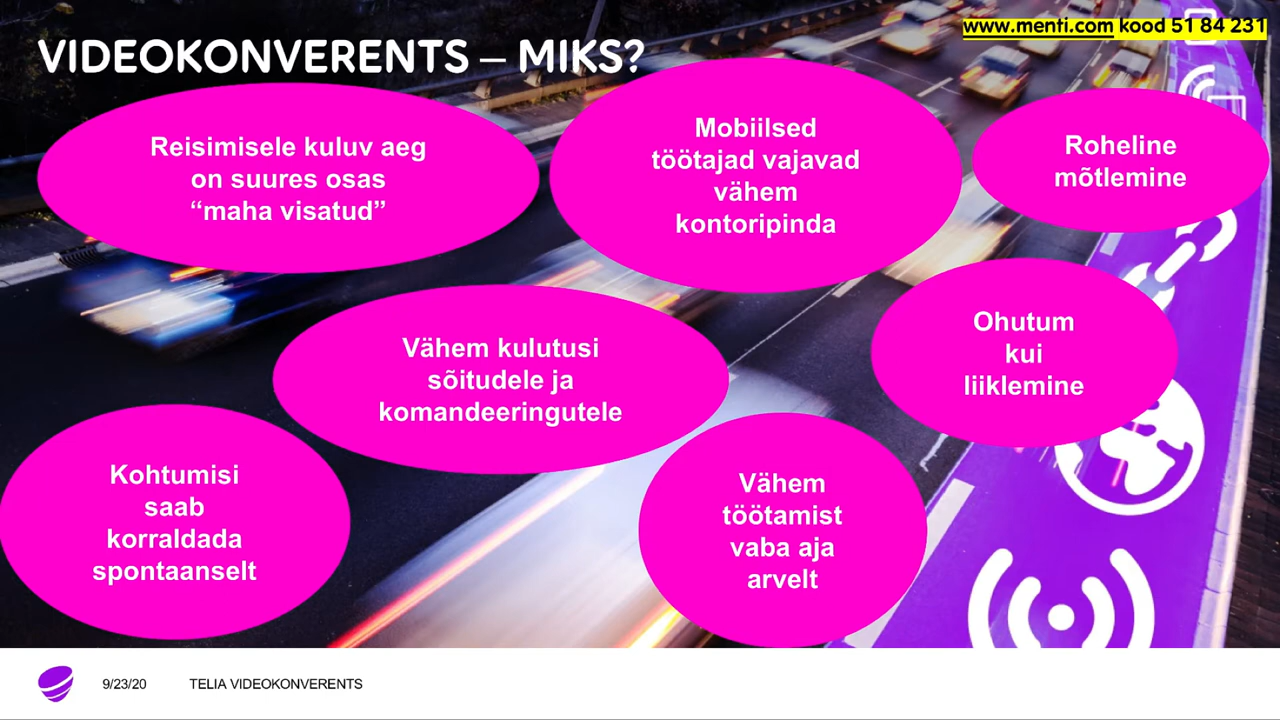 www.menti.com kood 51 84 231
VIDEOKONVERENTS – MIKS?
Reisimisele kuluv aeg
on suures osas
“maha visatud”
Mobiilsed
töötajad vajavad
vähem
kontoripinda
Roheline
mõtlemine
Vähem kulutusi
sõitudele ja
komandeeringutele
Ohutum
kui
liiklemine
Kohtumisi
saab
korraldada
spontaanselt
Vähem
töötamist
vaba aja
arvelt
9/23/20
TELIA VIDEOKONVERENTS